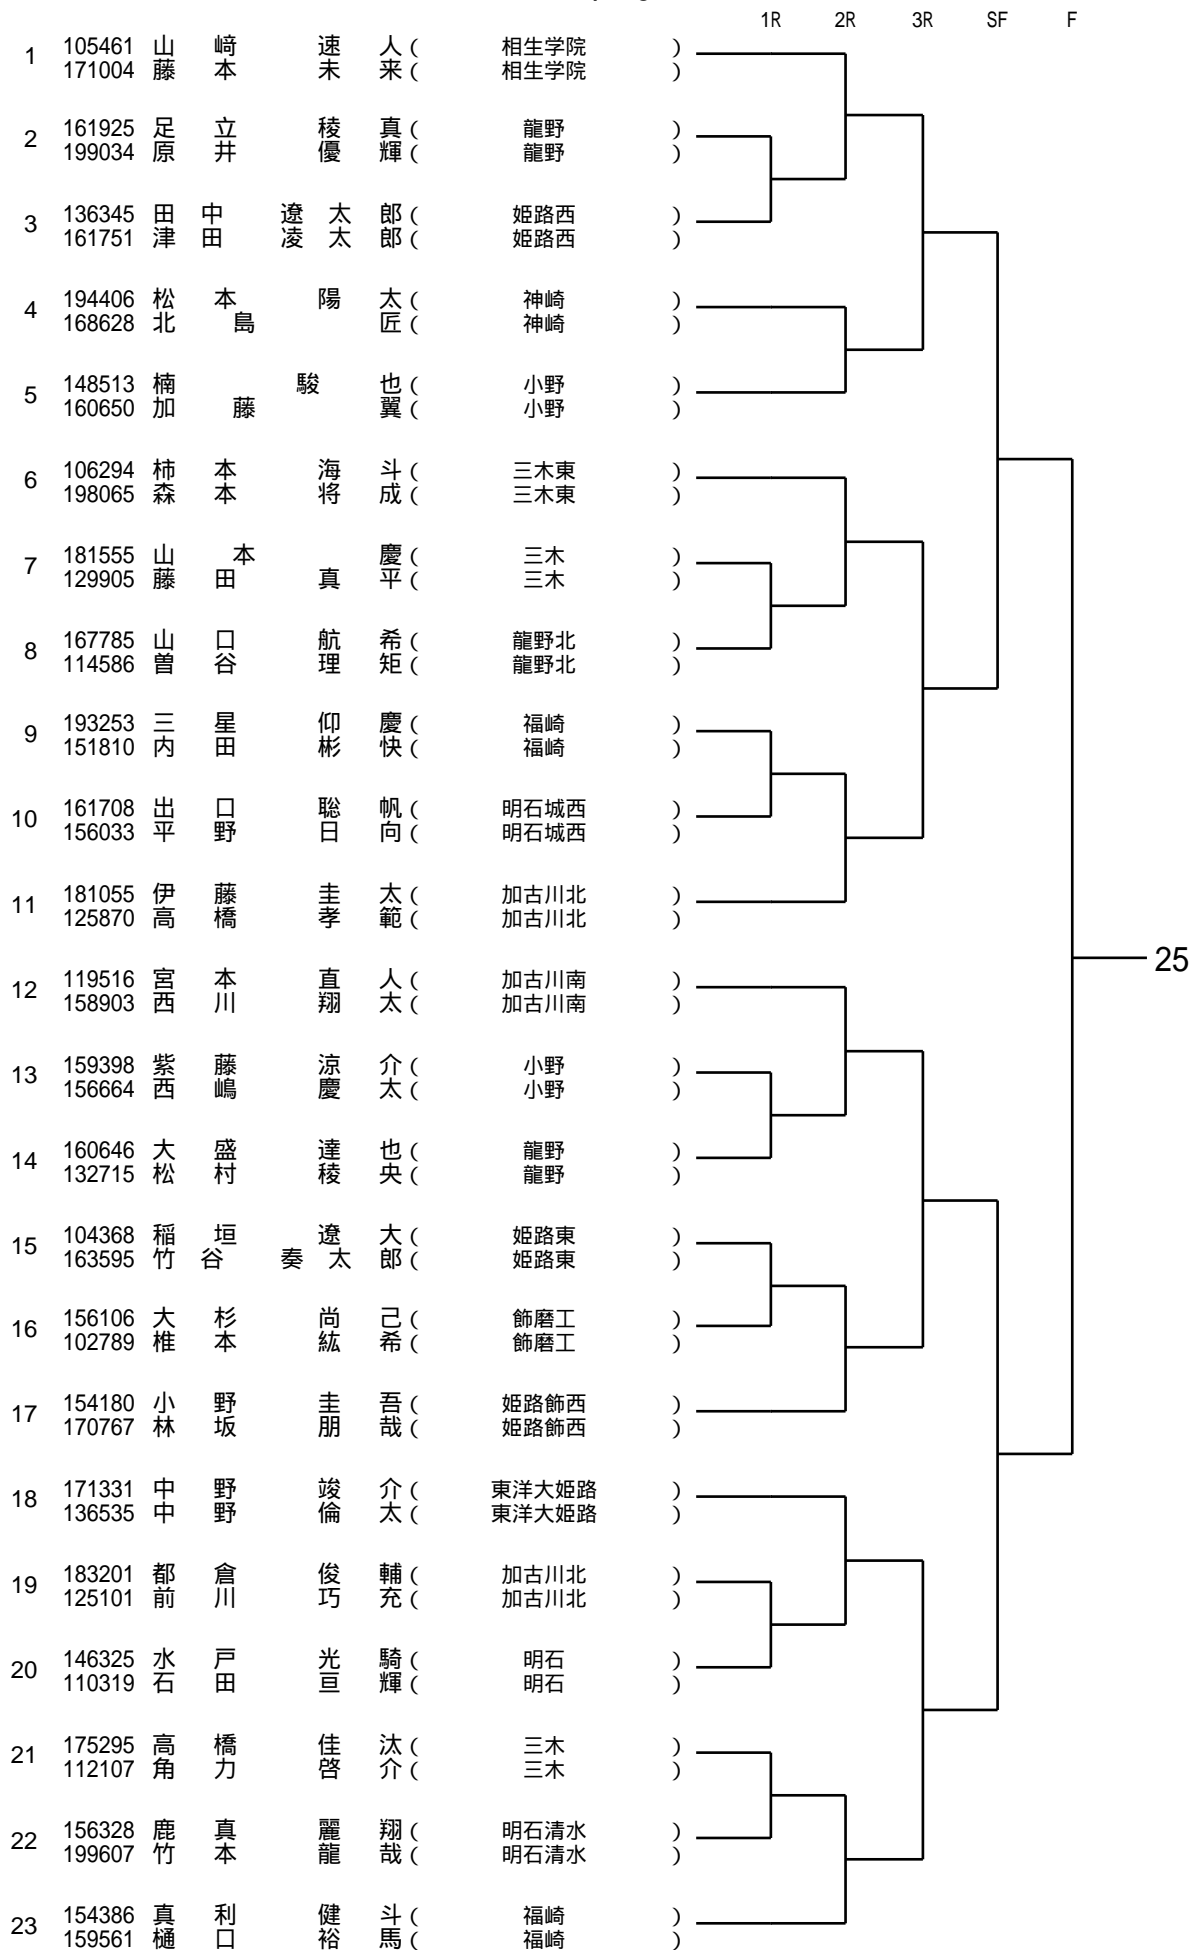 1R 2R 3R SF F
1 105461 山 﨑 速 人 ( 相生学院 )
171004 藤 本 未 来 ( 相生学院 )
2 161925 足 立 稜 真 ( 龍野 )
199034 原 井 優 輝 ( 龍野 )
3 136345 田 中 遼 太 郎 ( 姫路西 )
161751 津 田 凌 太 郎 ( 姫路西 )
4 194406 松 本 陽 太 ( 神崎 )
168628 北 島 匠 ( 神崎 )
5 148513 楠 駿 也 ( 小野 )
160650 加 藤 翼 ( 小野 )
6 106294 柿 本 海 斗 ( 三木東 )
198065 森 本 将 成 ( 三木東 )
7 181555 山 本 慶 ( 三木 )
129905 藤 田 真 平 ( 三木 )
8 167785 山 口 航 希 ( 龍野北 )
114586 曽 谷 理 矩 ( 龍野北 )
9 193253 三 星 仰 慶 ( 福崎 )
151810 内 田 彬 快 ( 福崎 )
10 161708 出 口 聡 帆 ( 明石城西 )
156033 平 野 日 向 ( 明石城西 )
11 181055 伊 藤 圭 太 ( 加古川北 )
125870 高 橋 孝 範 ( 加古川北 )
25
12 119516 宮 本 直 人 ( 加古川南 )
158903 西 川 翔 太 ( 加古川南 )
13 159398 紫 藤 涼 介 ( 小野 )
156664 西 嶋 慶 太 ( 小野 )
14 160646 大 盛 達 也 ( 龍野 )
132715 松 村 稜 央 ( 龍野 )
15 104368 稲 垣 遼 大 ( 姫路東 )
163595 竹 谷 奏 太 郎 ( 姫路東 )
16 156106 大 杉 尚 己 ( 飾磨工 )
102789 椎 本 紘 希 ( 飾磨工 )
17 154180 小 野 圭 吾 ( 姫路飾西 )
170767 林 坂 朋 哉 ( 姫路飾西 )
18 171331 中 野 竣 介 ( 東洋大姫路 )
136535 中 野 倫 太 ( 東洋大姫路 )
19 183201 都 倉 俊 輔 ( 加古川北 )
125101 前 川 巧 充 ( 加古川北 )
20 146325 水 戸 光 騎 ( 明石 )
110319 石 田 亘 輝 ( 明石 )
21 175295 高 橋 佳 汰 ( 三木 )
112107 角 力 啓 介 ( 三木 )
22 156328 鹿 真 麗 翔 ( 明石清水 )
199607 竹 本 龍 哉 ( 明石清水 )
23 154386 真 利 健 斗 ( 福崎 )
159561 樋 口 裕 馬 ( 福崎 )